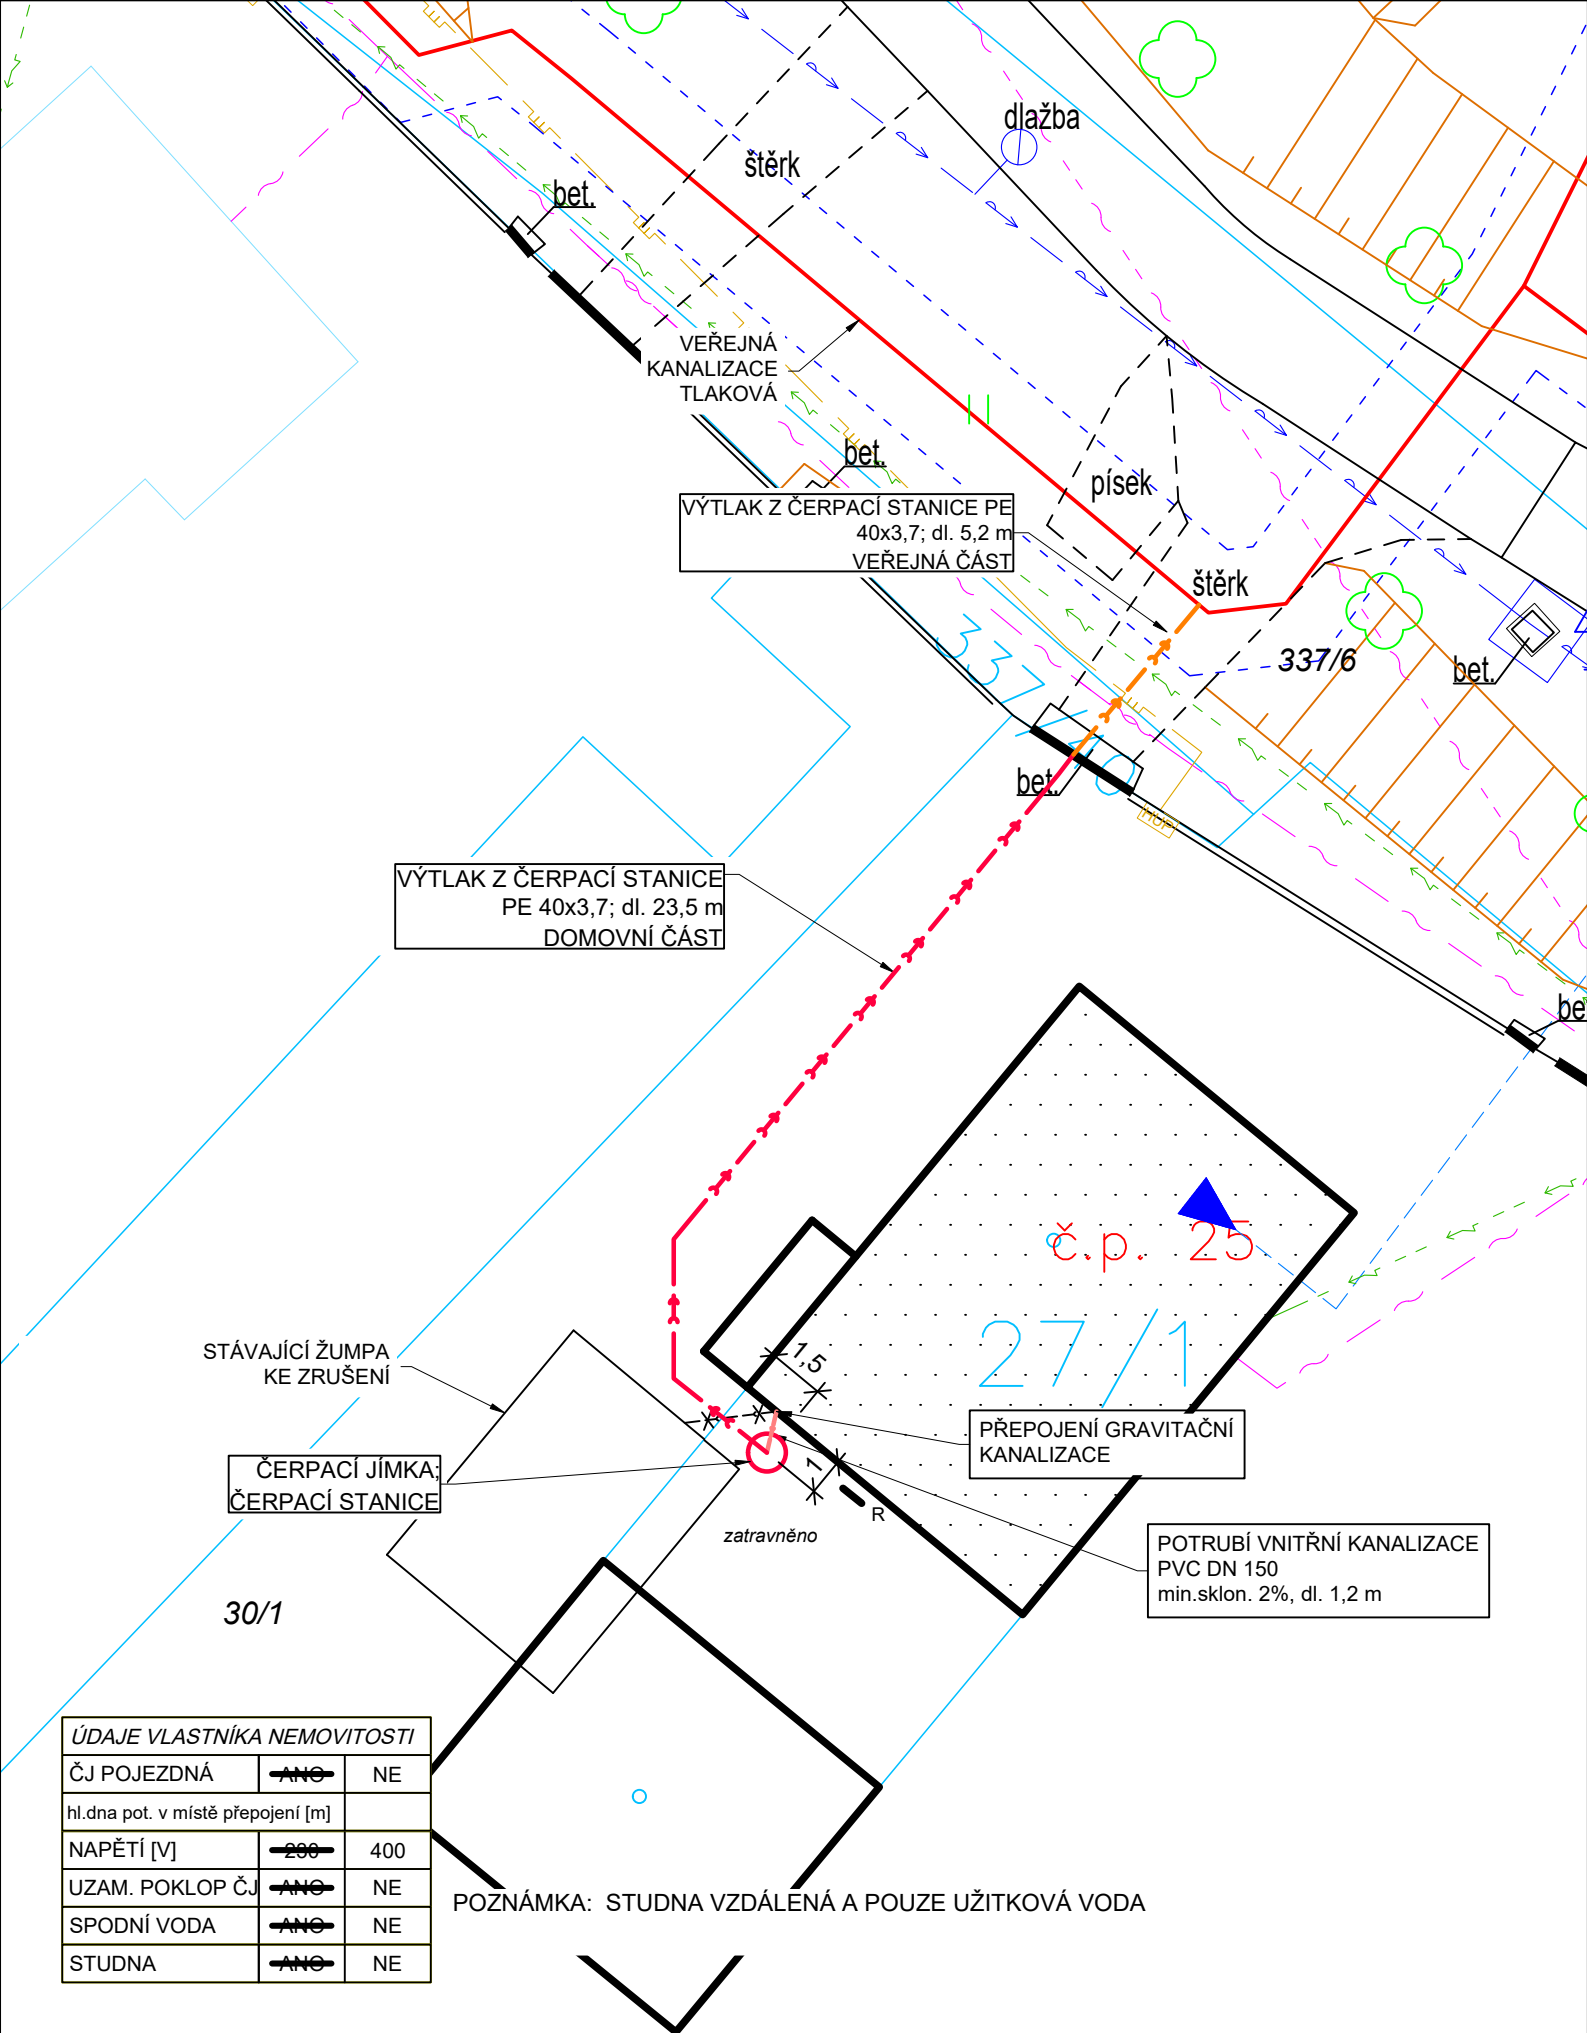 dlažba
štěrk
bet.
VEŘEJNÁ
KANALIZACE
TLAKOVÁ
bet.
písek
VÝTLAK Z ČERPACÍ STANICE PE
40x3,7; dl. 5,2 m
VEŘEJNÁ ČÁST
štěrk
337/6
bet.
337/40
bet.
HUP
VÝTLAK Z ČERPACÍ STANICE
PE 40x3,7; dl. 23,5 m
DOMOVNÍ ČÁST
be
č.p. 25
27/1
1,5
STÁVAJÍCÍ ŽUMPA
KE ZRUŠENÍ
PŘEPOJENÍ GRAVITAČNÍ
KANALIZACE
ČERPACÍ JÍMKA;
ČERPACÍ STANICE
1
R
zatravněno
POTRUBÍ VNITŘNÍ KANALIZACE
PVC DN 150
min.sklon. 2%, dl. 1,2 m
30/1
ÚDAJE VLASTNÍKA NEMOVITOSTI
ČJ POJEZDNÁ ANO NE
hl.dna pot. v místě přepojení [m]
NAPĚTÍ [V] 230 400
UZAM. POKLOP ČJ ANO NE
SPODNÍ VODA ANO NE
STUDNA ANO NE
POZNÁMKA: STUDNA VZDÁLENÁ A POUZE UŽITKOVÁ VODA